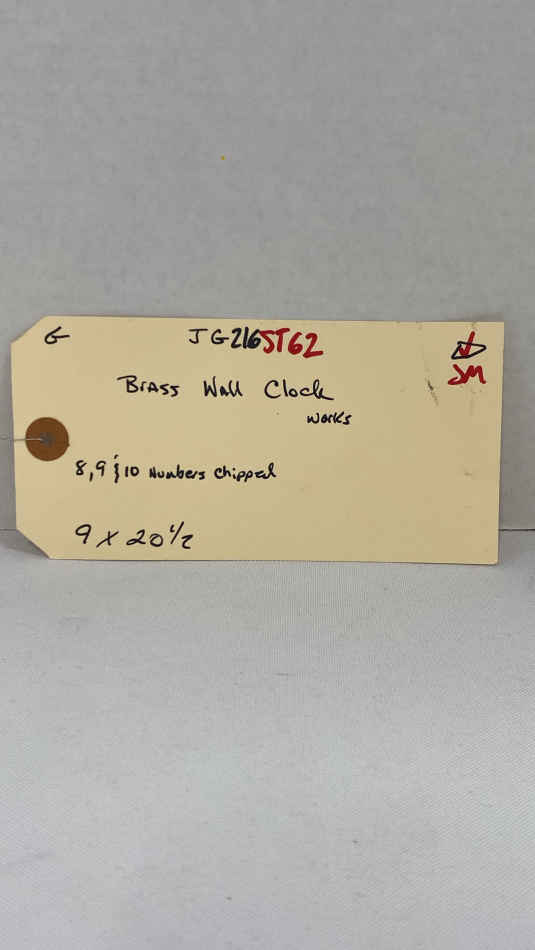 G JG216ST62
JM
Brass Wall Clock
works
8, 9 & 10 Numbers chipped
9 x 20 1/2